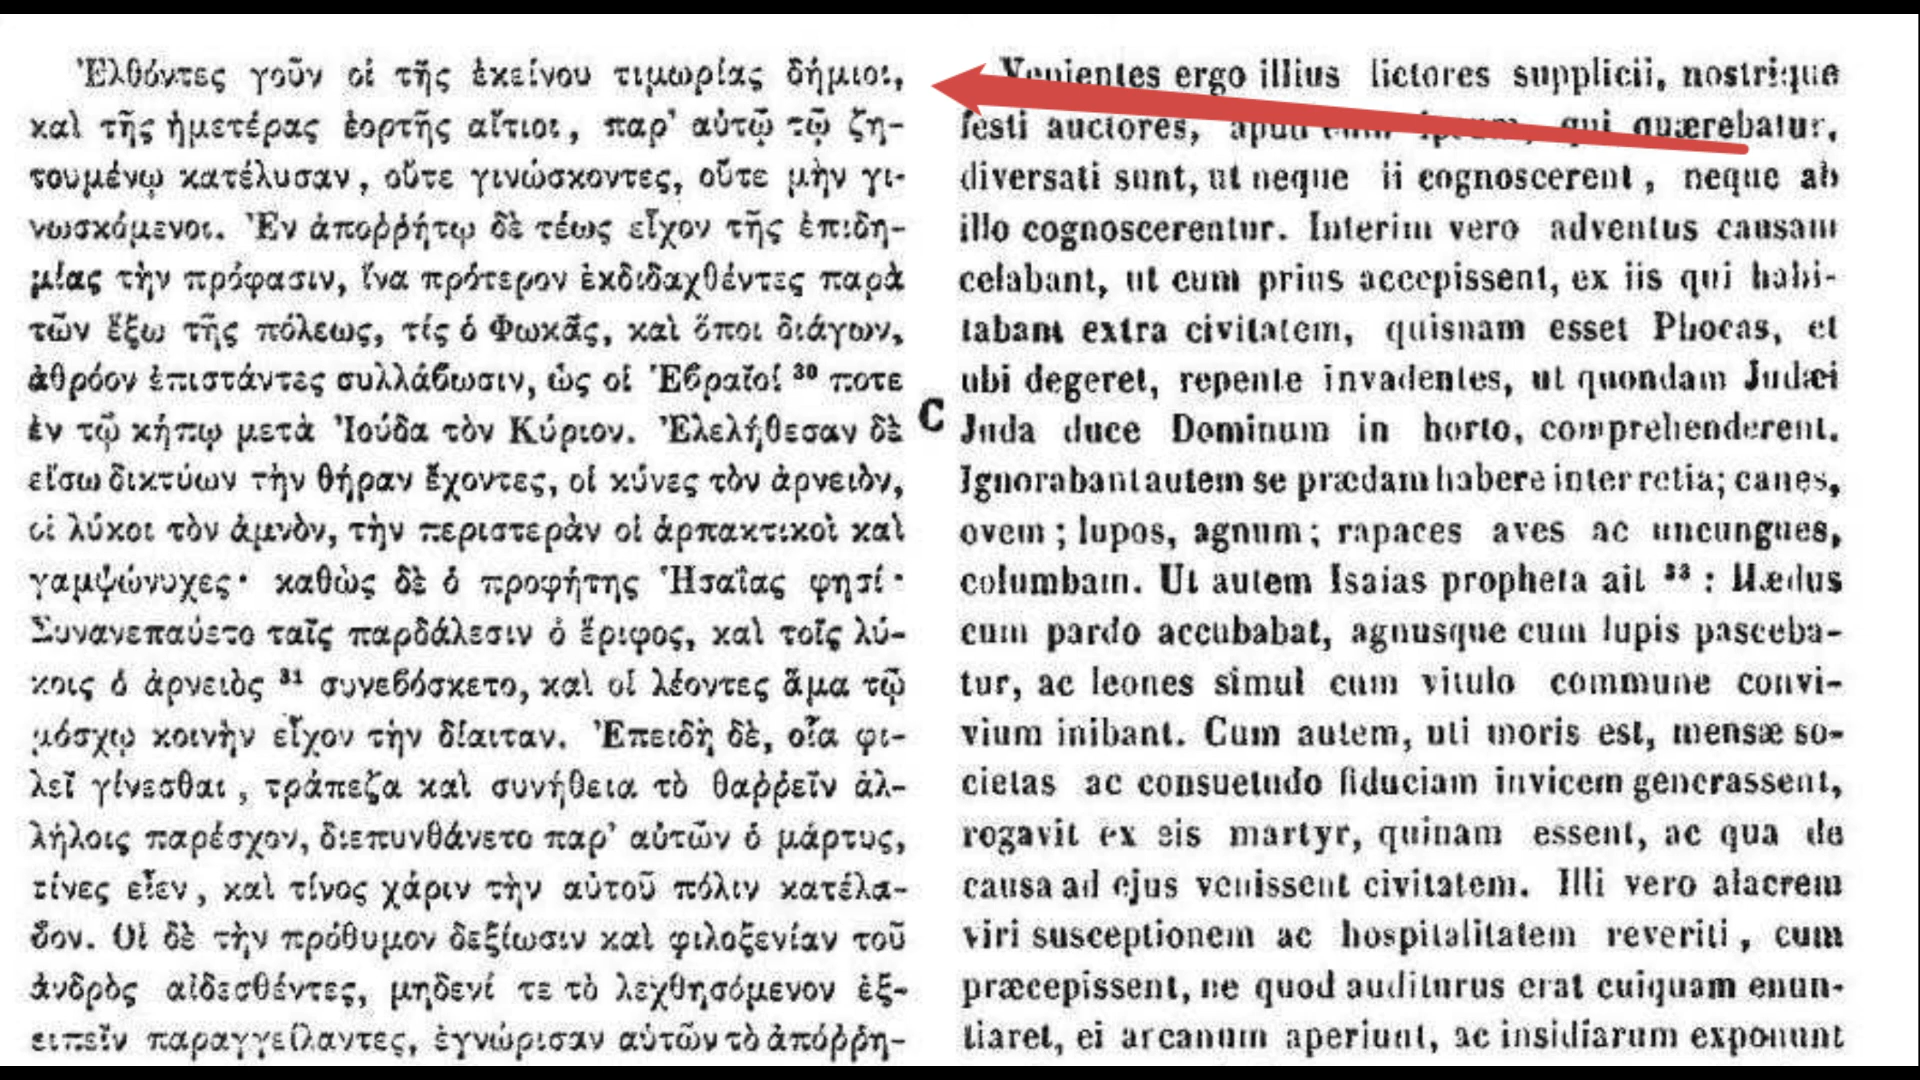 Ἐλθόντες γοῦν οἱ τῆς ἐκείνου τιμωρίας δήμιοι,
καὶ τῆς ἡμετέρας ἑορτῆς αἴτιοι, παρ' αὐτῷ τῷ ζη-
τουμένῳ κατέλυσαν, οὔτε γινώσκοντες, οὔτε μὴν γι-
νωσκόμενοι. Ἐν ἀποῤῥήτῳ δὲ τέως εἶχον τῆς ἐπιδη-
μίας τὴν πρόφασιν, ἵνα πρότερον ἐκδιδαχθέντες παρὰ
τῶν ἔξω τῆς πόλεως, τίς ὁ Φωκᾶς, καὶ ὅποι διάγων,
ἀθρόον ἐπιστάντες συλλάβωσιν, ὡς οἱ Ἑβραῖοί ³⁰ ποτε
ἐν τῷ κήπῳ μετὰ Ἰούδα τὸν Κύριον. Ἐλελήθεσαν δὲ
εἴσω δικτύων τὴν θήραν ἔχοντες, οἱ κύνες τὸν ἀρνειὸν,
οἱ λύκοι τὸν ἀμνὸν, τὴν περιστερὰν οἱ ἁρπακτικοὶ καὶ
γαμψώνυχες· καθὼς δὲ ὁ προφήτης Ἡσαΐας φησί·
Συνανεπαύετο ταῖς παρδάλεσιν ὁ ἔριφος, καὶ τοῖς λύ-
κοις ὁ ἀρνειὸς ³¹ συνεβόσκετο, καὶ οἱ λέοντες ἅμα τῷ
μόσχῳ κοινὴν εἶχον τὴν δίαιταν. Ἐπειδὴ δὲ, οἷα φι-
λεῖ γίνεσθαι, τράπεζα καὶ συνήθεια τὸ θαῤῥεῖν ἀλ-
λήλοις παρέσχον, διεπυνθάνετο παρ' αὐτῶν ὁ μάρτυς,
τίνες εἶεν, καὶ τίνος χάριν τὴν αὐτοῦ πόλιν κατέλα-
βον. Οἱ δὲ τὴν πρόθυμον δεξίωσιν καὶ φιλοξενίαν τοῦ
ἀνδρὸς αἰδεσθέντες, μηδενί τε τὸ λεχθησόμενον ἐξ-
ειπεῖν παραγγείλαντες, ἐγνώρισαν αὐτῶν τὸ ἀπόῤῥη-
C
Venientes ergo illius lictores supplicii, nostrique
festi auctores, apud eum ipsum, qui quærebatur,
diversati sunt, ut neque ii cognoscerent, neque ab
illo cognoscerentur. Interim vero adventus causam
celabant, ut cum prius accepissent, ex iis qui habi-
tabant extra civitatem, quisnam esset Phocas, et
ubi degeret, repente invadentes, ut quondam Judæi
Juda duce Dominum in horto, comprehenderent.
Ignorabant autem se prædam habere inter retia; canes,
ovem; lupos, agnum; rapaces aves ac uncungues,
columbam. Ut autem Isaias propheta ait ³³ : Hædus
cum pardo accubabat, agnusque cum lupis pasceba-
tur, ac leones simul cum vitulo commune convi-
vium inibant. Cum autem, uti moris est, mensæ so-
cietas ac consuetudo fiduciam invicem generassent,
rogavit ex eis martyr, quinam essent, ac qua de
causa ad ejus venissent civitatem. Illi vero alacrem
viri susceptionem ac hospitalitatem reveriti, cum
præcepissent, ne quod auditurus erat cuiquam enun-
tiaret, ei arcanum aperiunt, ac insidiarum exponunt